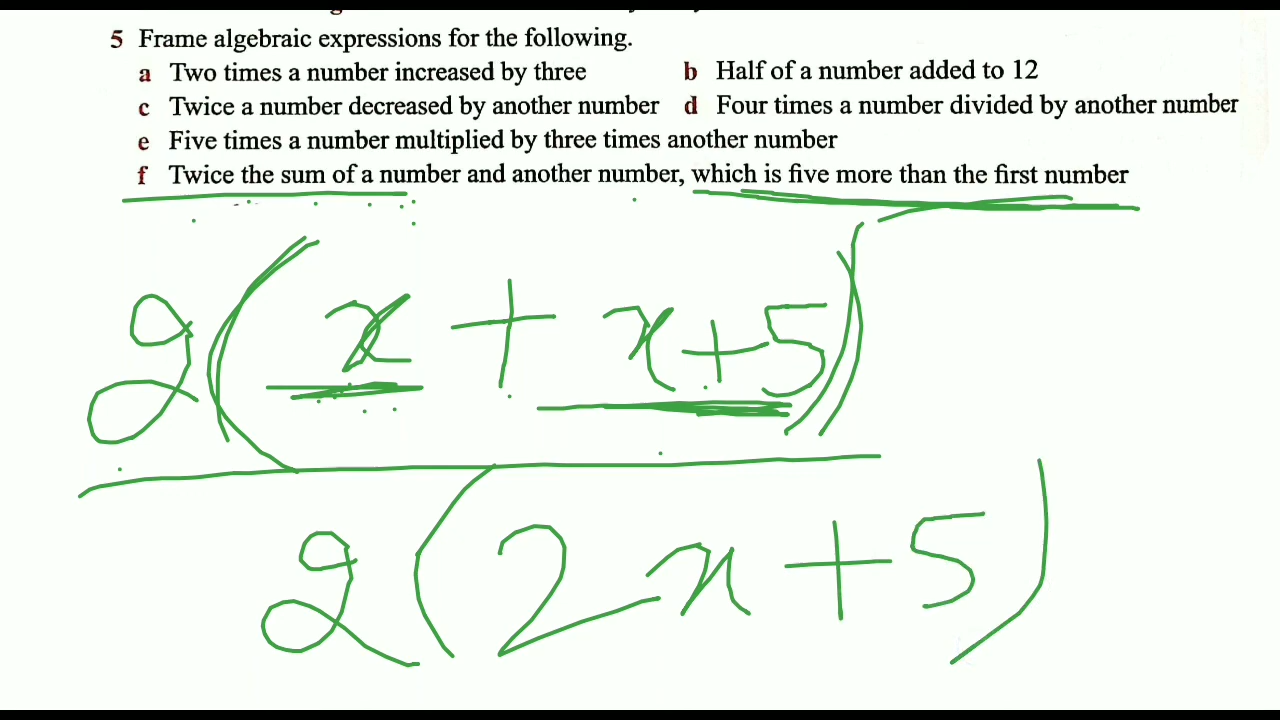 5 Frame algebraic expressions for the following.
a Two times a number increased by three b Half of a number added to 12
c Twice a number decreased by another number d Four times a number divided by another number
e Five times a number multiplied by three times another number
f Twice the sum of a number and another number, which is five more than the first number
2(x + x+5)
2(2x+5)